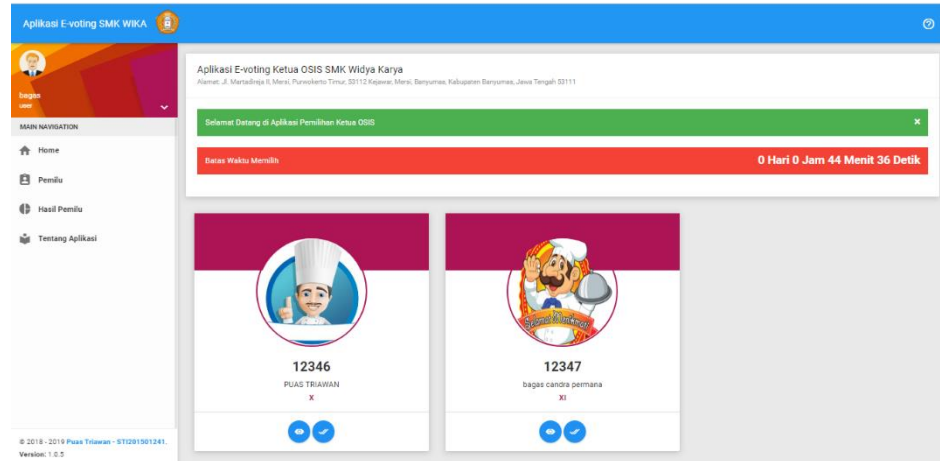 Aplikasi E-voting SMK WIKA
bagas
user
MAIN NAVIGATION
Home
Pemilu
Hasil Pemilu
Tentang Aplikasi
© 2018 - 2019 Puas Triawan - STI201501241.
Version: 1.0.5
Aplikasi E-voting Ketua OSIS SMK Widya Karya
Alamat: Jl. Martadireja II, Mersi, Purwokerto Timur, 53112 Kejawar, Mersi, Banyumas, Kabupaten Banyumas, Jawa Tengah 53111
Selamat Datang di Aplikasi Pemilihan Ketua OSIS
Batas Waktu Memilih
0 Hari 0 Jam 44 Menit 36 Detik
12346
PUAS TRIAWAN
X
Selamat Menikmati
12347
bagas candra permana
XI